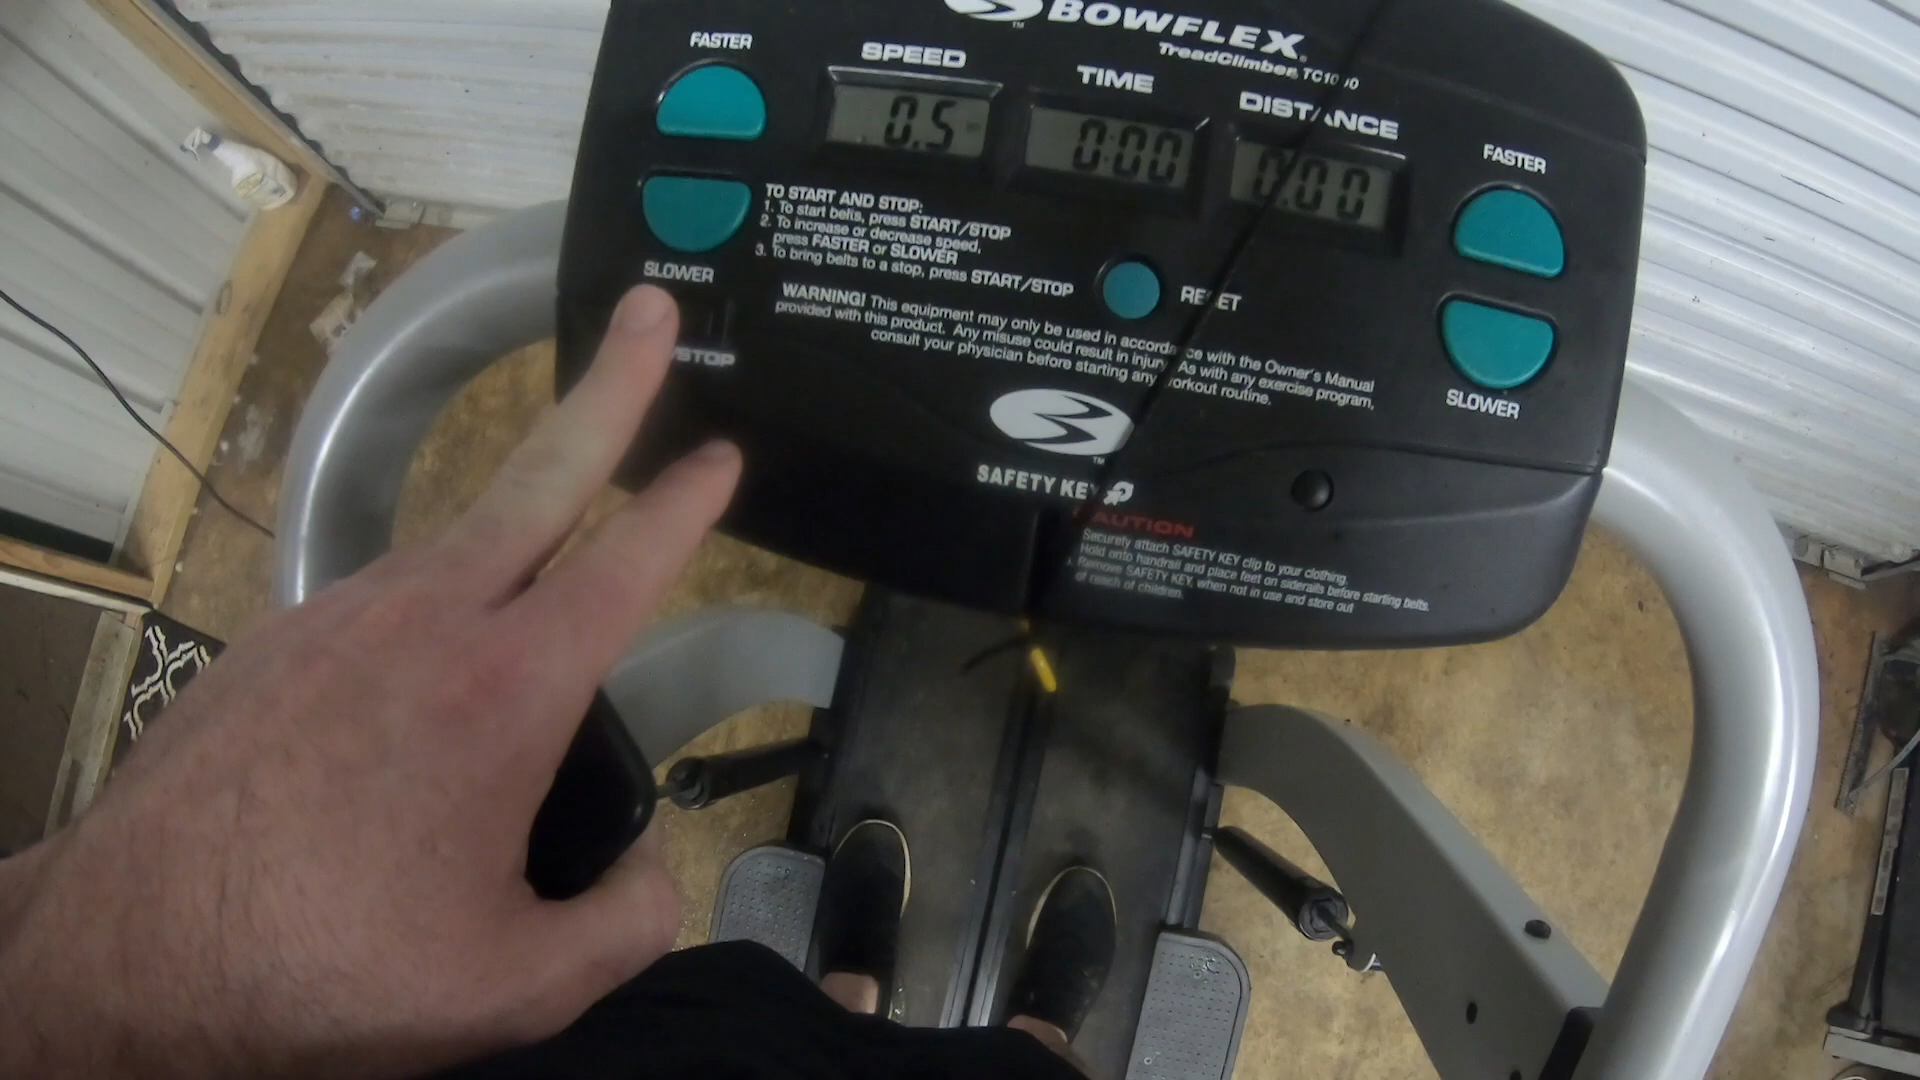 BOWFLEX
TreadClimber TC10
FASTER
SPEED
TIME
DISTANCE
FASTER
0.5
0:00
0.00
TO START AND STOP:
1. To start belts, press START/STOP
2. To increase or decrease speed,
press FASTER or SLOWER
3. To bring belts to a stop, press START/STOP
SLOWER
RESET
/STOP
WARNING! This equipment may only be used in accordance with the Owner's Manual
provided with this product. Any misuse could result in injury. As with any exercise program,
consult your physician before starting any workout routine.
SLOWER
TM
SAFETY KEY
CAUTION
Securely attach SAFETY KEY clip to your clothing.
Hold onto handrail and place feet on siderails before starting belts.
Remove SAFETY KEY, when not in use and store out
of reach of children.